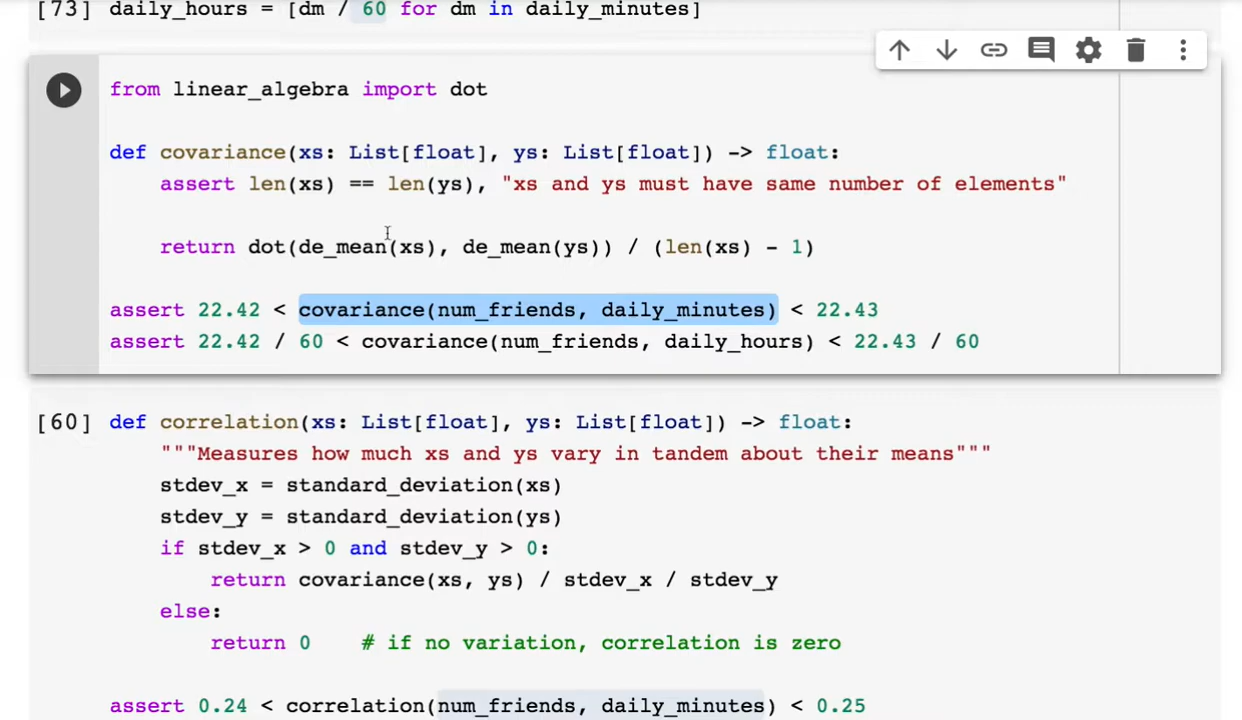 [73] daily_hours = [dm / 60 for dm in daily_minutes]
from linear_algebra import dot
def covariance(xs: List[float], ys: List[float]) -> float:
    assert len(xs) == len(ys), "xs and ys must have same number of elements"
    return dot(de_mean(xs), de_mean(ys)) / (len(xs) - 1)
assert 22.42 < covariance(num_friends, daily_minutes) < 22.43
assert 22.42 / 60 < covariance(num_friends, daily_hours) < 22.43 / 60
[60] def correlation(xs: List[float], ys: List[float]) -> float:
    """Measures how much xs and ys vary in tandem about their means"""
    stdev_x = standard_deviation(xs)
    stdev_y = standard_deviation(ys)
    if stdev_x > 0 and stdev_y > 0:
        return covariance(xs, ys) / stdev_x / stdev_y
    else:
        return 0    # if no variation, correlation is zero
assert 0.24 < correlation(num_friends, daily_minutes) < 0.25